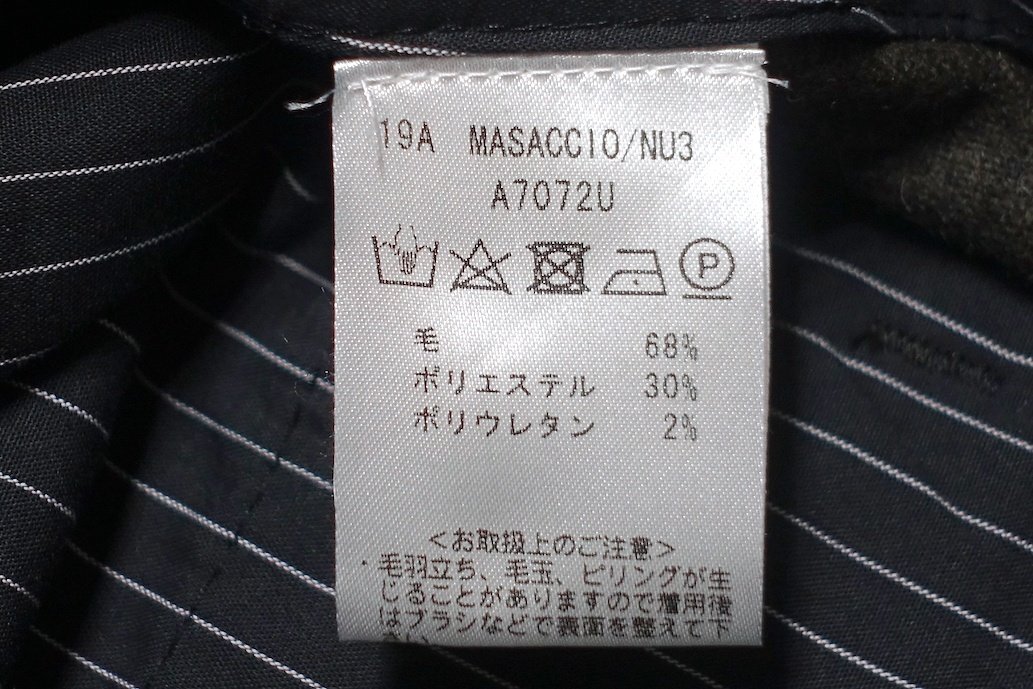 19A MASACCIO/NU3
A7072U
P
毛 68%
ポリエステル 30%
ポリウレタン 2%
<お取扱上のご注意>
・毛羽立ち、毛玉、ピリングが生
じることがありますので着用後
はブラシなどで表面を整えて下
さい